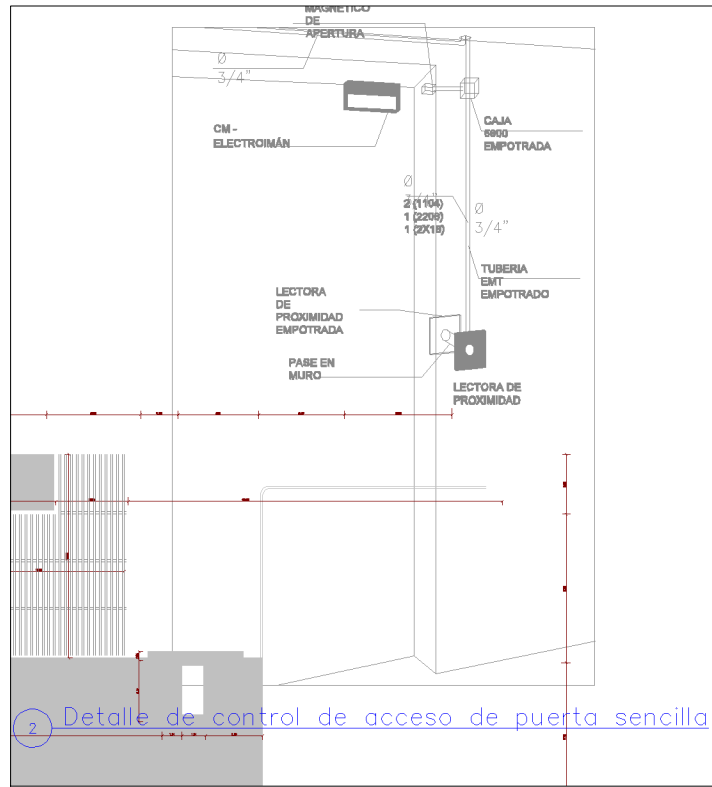 MAGNETICO
DE
APERTURA
Ø
3/4"
CM -
ELECTROIMÁN
CAJA
5800
EMPOTRADA
Ø
2 (1104)
1 (2208)
1 (2X18)
Ø
3/4"
TUBERIA
EMT
EMPOTRADO
LECTORA
DE
PROXIMIDAD
EMPOTRADA
PASE EN
MURO
LECTORA DE
PROXIMIDAD
2
Detalle de control de acceso de puerta sencilla